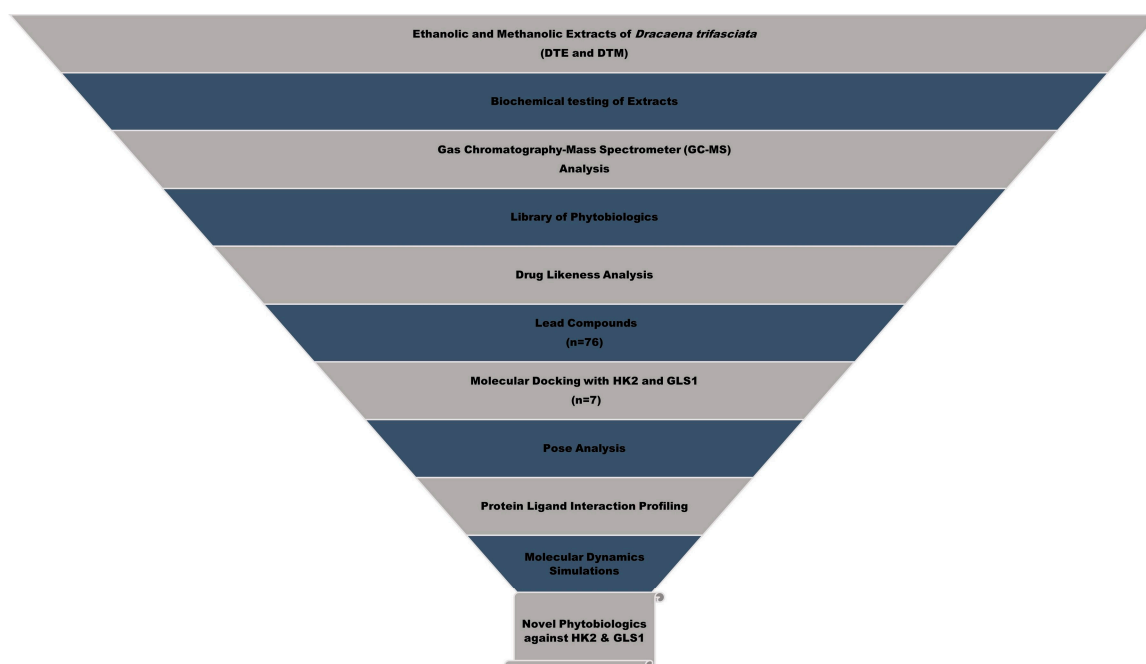 Ethanolic and Methanolic Extracts of Dracaena trifasciata
(DTE and DTM)
Biochemical testing of Extracts
Gas Chromatography-Mass Spectrometer (GC-MS)
Analysis
Library of Phytobiologics
Drug Likeness Analysis
Lead Compounds
(n=76)
Molecular Docking with HK2 and GLS1
(n=7)
Pose Analysis
Protein Ligand Interaction Profiling
Molecular Dynamics
Simulations
Novel Phytobiologics
against HK2 & GLS1